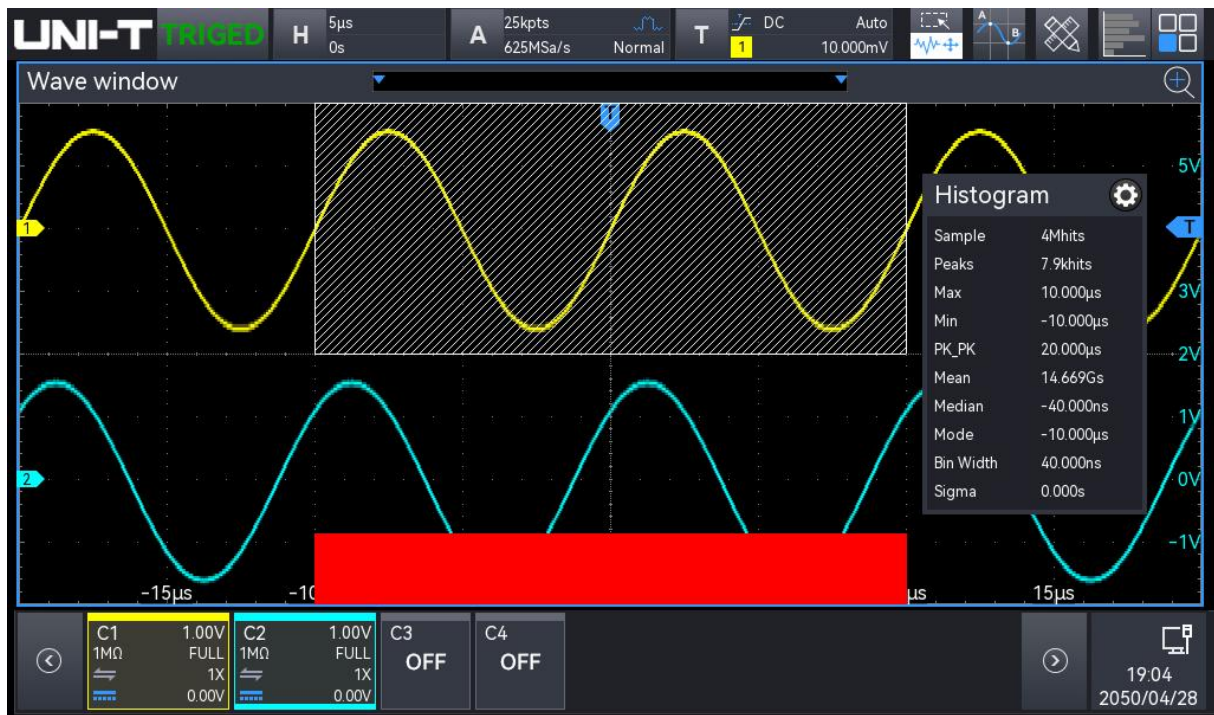 UNI-T TRIGED H 5µs A 25kpts T DC Auto
0s 625MSa/s Normal 1 10.000mV
A B
Wave window
T
5V
1
T
Histogram
Sample 4Mhits
Peaks 7.9khits
Max 10.000µs
Min -10.000µs
PK_PK 20.000µs
Mean 14.669Gs
Median -40.000ns
Mode -10.000µs
Bin Width 40.000ns
Sigma 0.000s
3V
2V
1V
2
0V
-1V
-15µs -10 µs 15µs
C1 1.00V C2 1.00V C3 C4
1MΩ FULL 1MΩ FULL OFF OFF
1X 1X
0.00V 0.00V
19:04
2050/04/28